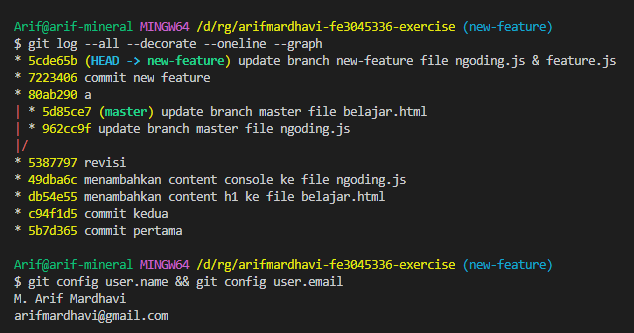 Arif@arif-mineral MINGW64 /d/rg/arifmardhavi-fe3045336-exercise (new-feature)
$ git log --all --decorate --oneline --graph
* 5cde65b (HEAD -> new-feature) update branch new-feature file ngoding.js & feature.js
* 7223406 commit new feature
* 80ab290 a
| * 5d85ce7 (master) update branch master file belajar.html
| * 962cc9f update branch master file ngoding.js
|/
* 5387797 revisi
* 49dba6c menambahkan content console ke file ngoding.js
* db54e55 menambahkan content h1 ke file belajar.html
* c94f1d5 commit kedua
* 5b7d365 commit pertama
Arif@arif-mineral MINGW64 /d/rg/arifmardhavi-fe3045336-exercise (new-feature)
$ git config user.name && git config user.email
M. Arif Mardhavi
arifmardhavi@gmail.com